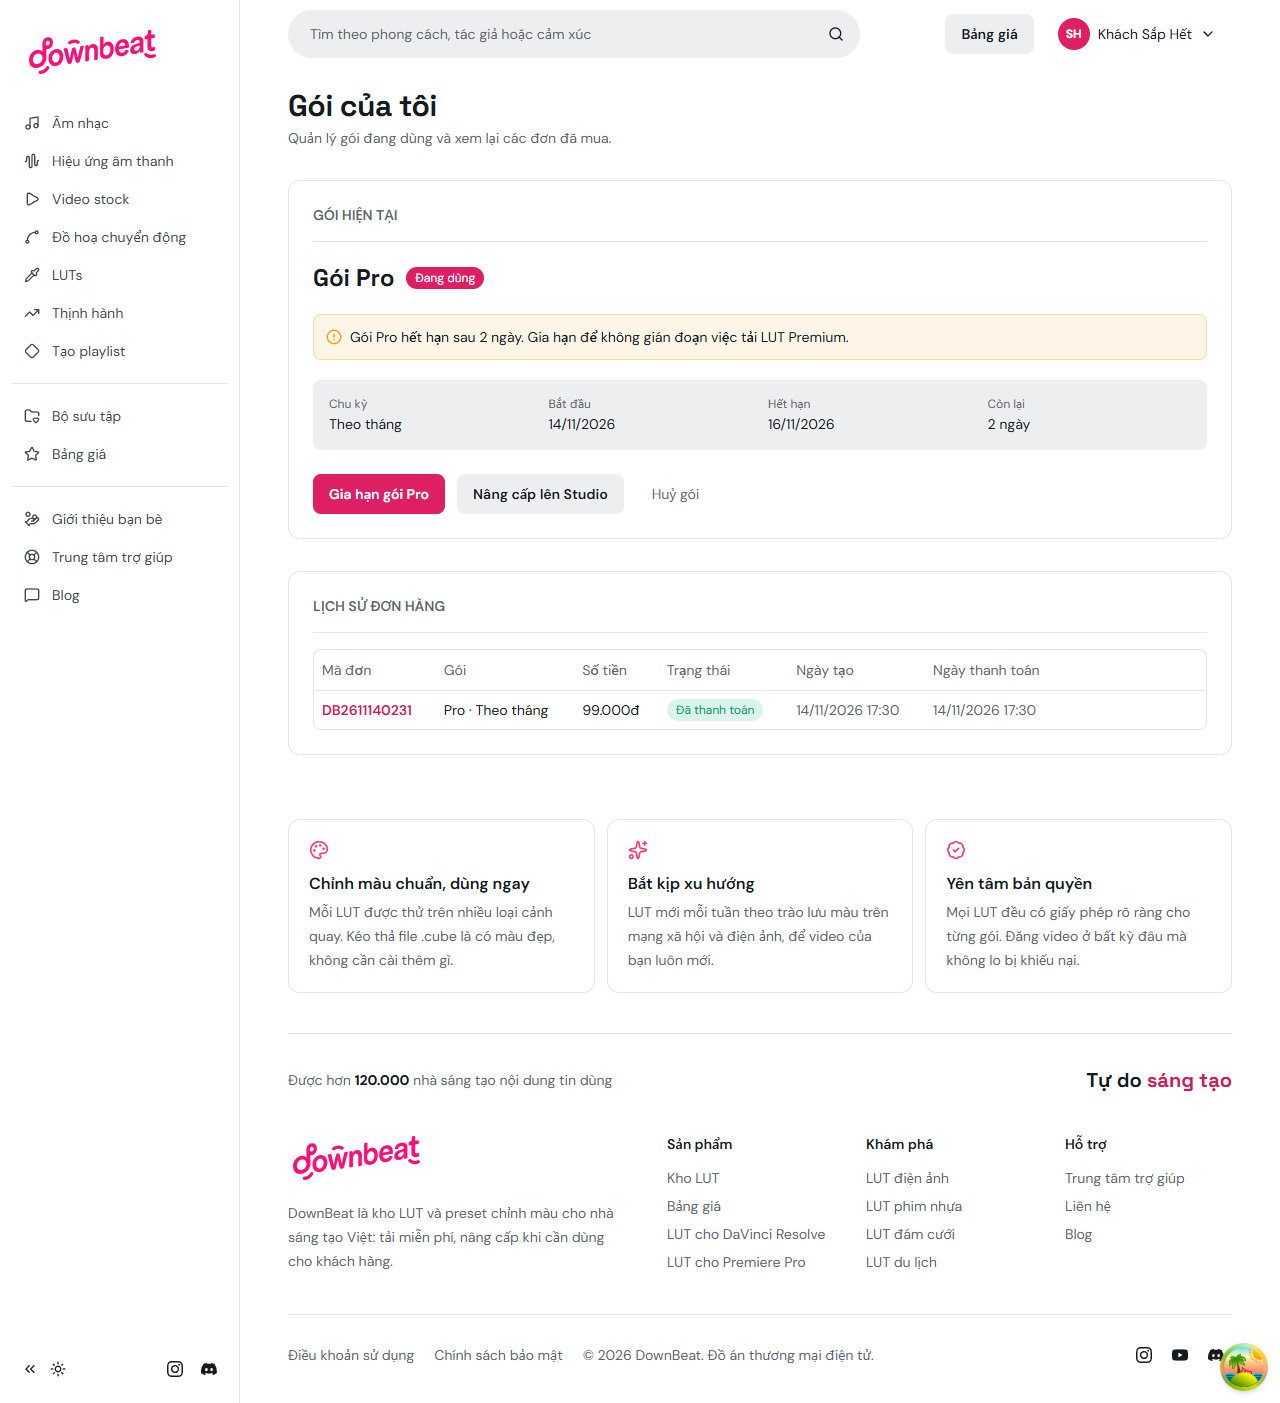 downbeat
Tìm theo phong cách, tác giả hoặc cảm xúc
Bảng giá
SH
Khách Sắp Hết
Âm nhạc
Hiệu ứng âm thanh
Video stock
Đồ hoạ chuyển động
LUTs
Thịnh hành
Tạo playlist
Bộ sưu tập
Bảng giá
Giới thiệu bạn bè
Trung tâm trợ giúp
Blog
Gói của tôi
Quản lý gói đang dùng và xem lại các đơn đã mua.
GÓI HIỆN TẠI
Gói Pro
Đang dùng
Gói Pro hết hạn sau 2 ngày. Gia hạn để không gián đoạn việc tải LUT Premium.
Chu kỳ
Bắt đầu
Hết hạn
Còn lại
Theo tháng
14/11/2026
16/11/2026
2 ngày
Gia hạn gói Pro
Nâng cấp lên Studio
Huỷ gói
LỊCH SỬ ĐƠN HÀNG
Mã đơn
Gói
Số tiền
Trạng thái
Ngày tạo
Ngày thanh toán
DB2611140231
Pro · Theo tháng
99.000đ
Đã thanh toán
14/11/2026 17:30
14/11/2026 17:30
Chỉnh màu chuẩn, dùng ngay
Mỗi LUT được thử trên nhiều loại cảnh
quay. Kéo thả file .cube là có màu đẹp,
không cần cài thêm gì.
Bắt kịp xu hướng
LUT mới mỗi tuần theo trào lưu màu trên
mạng xã hội và điện ảnh, để video của
bạn luôn mới.
Yên tâm bản quyền
Mọi LUT đều có giấy phép rõ ràng cho
từng gói. Đăng video ở bất kỳ đâu mà
không lo bị khiếu nại.
Được hơn 120.000 nhà sáng tạo nội dung tin dùng
Tự do sáng tạo
downbeat
DownBeat là kho LUT và preset chỉnh màu cho nhà
sáng tạo Việt: tải miễn phí, nâng cấp khi cần dùng
cho khách hàng.
Sản phẩm
Kho LUT
Bảng giá
LUT cho DaVinci Resolve
LUT cho Premiere Pro
Khám phá
LUT điện ảnh
LUT phim nhựa
LUT đám cưới
LUT du lịch
Hỗ trợ
Trung tâm trợ giúp
Liên hệ
Blog
Điều khoản sử dụng
Chính sách bảo mật
© 2026 DownBeat. Đồ án thương mại điện tử.